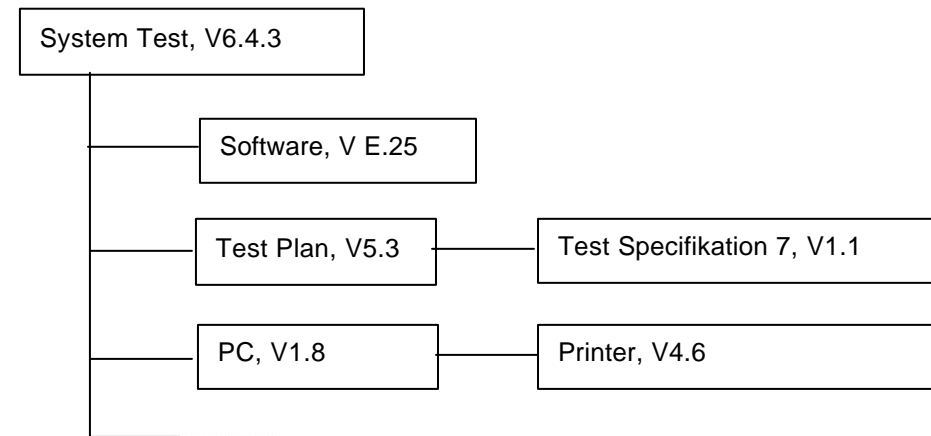 System Test, V6.4.3
Software, V E.25
Test Plan, V5.3
Test Specifikation 7, V1.1
PC, V1.8
Printer, V4.6